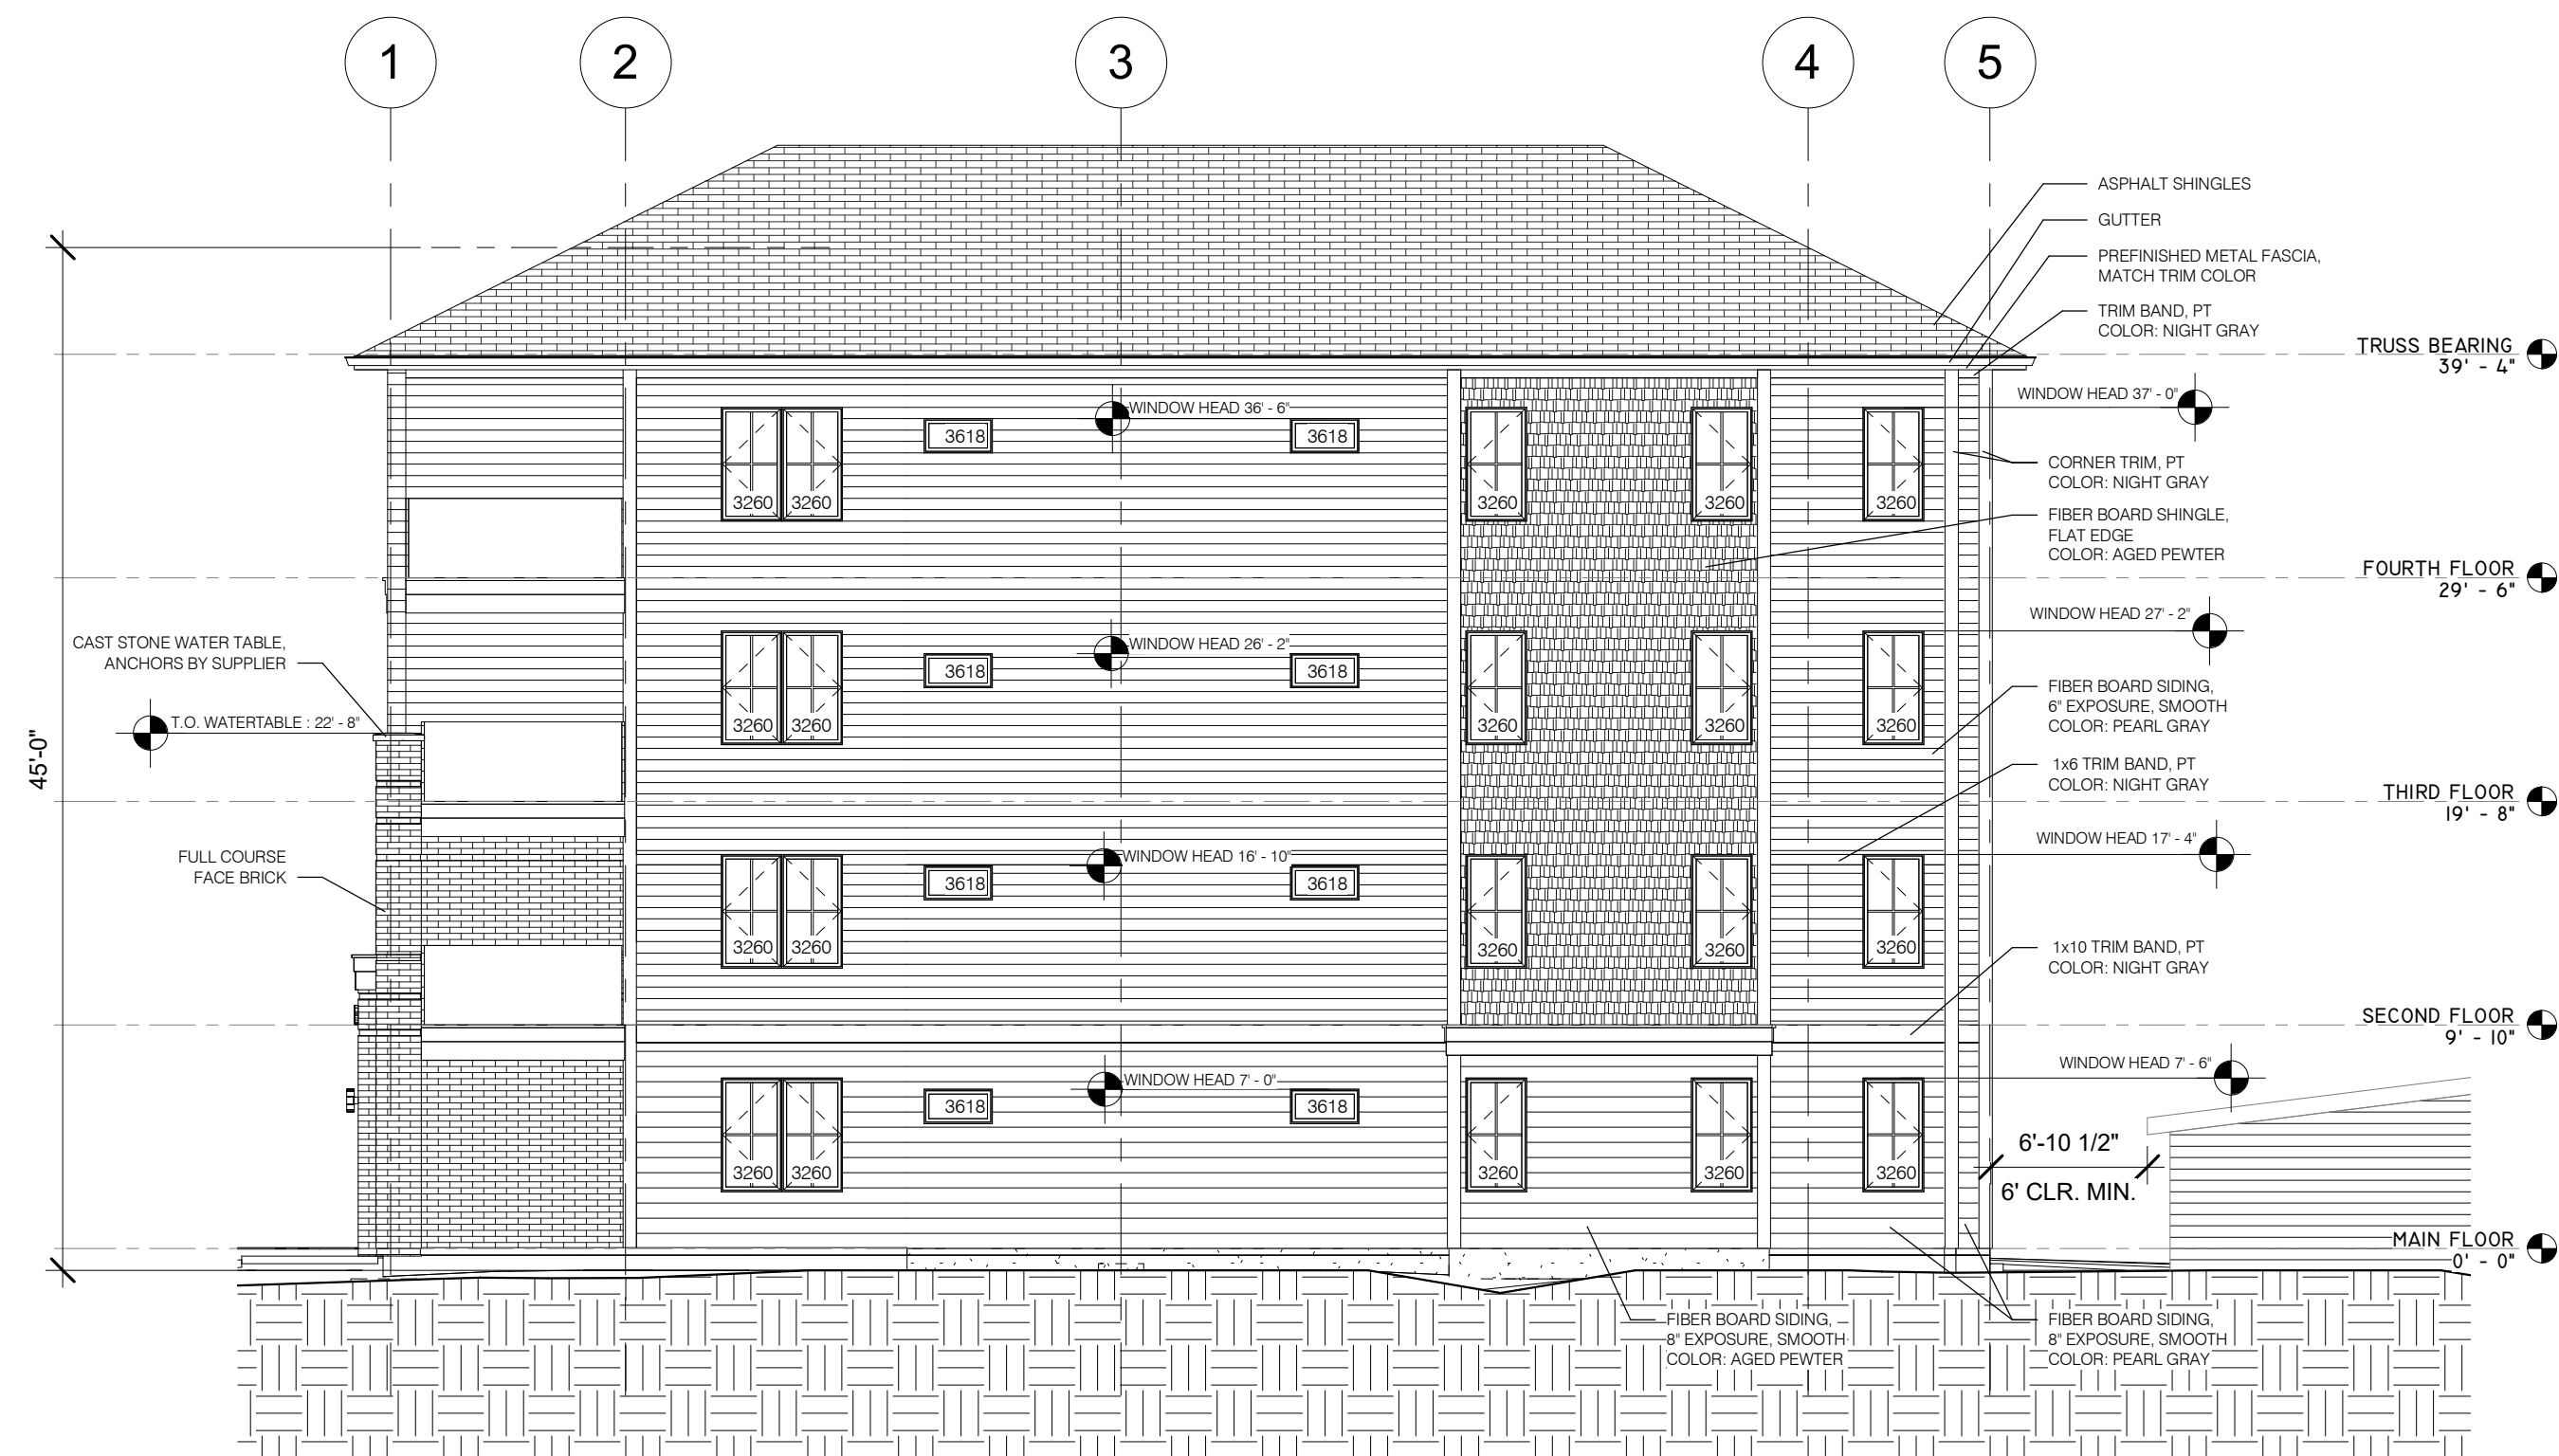 1
2
3
4
5
ASPHALT SHINGLES
GUTTER
PREFINISHED METAL FASCIA,
MATCH TRIM COLOR
TRIM BAND, PT
COLOR: NIGHT GRAY
TRUSS BEARING
39' - 4"
WINDOW HEAD 37' - 0"
WINDOW HEAD 36' - 6"
3618
3618
3260
3260
3260
3260
3260
CORNER TRIM, PT
COLOR: NIGHT GRAY
FIBER BOARD SHINGLE,
FLAT EDGE
COLOR: AGED PEWTER
FOURTH FLOOR
29' - 6"
WINDOW HEAD 27' - 2"
WINDOW HEAD 26' - 2"
3618
3618
3260
3260
3260
3260
3260
CAST STONE WATER TABLE,
ANCHORS BY SUPPLIER
T.O. WATERTABLE : 22' - 8"
45'-0"
FIBER BOARD SIDING,
6" EXPOSURE, SMOOTH
COLOR: PEARL GRAY
1x6 TRIM BAND, PT
COLOR: NIGHT GRAY
THIRD FLOOR
19' - 8"
WINDOW HEAD 17' - 4"
WINDOW HEAD 16' - 10"
FULL COURSE
FACE BRICK
3618
3618
3260
3260
3260
3260
3260
1x10 TRIM BAND, PT
COLOR: NIGHT GRAY
SECOND FLOOR
9' - 10"
WINDOW HEAD 7' - 6"
WINDOW HEAD 7' - 0"
3618
3618
3260
3260
3260
3260
3260
6'-10 1/2"
6' CLR. MIN.
MAIN FLOOR
0' - 0"
FIBER BOARD SIDING,
8" EXPOSURE, SMOOTH
COLOR: AGED PEWTER
FIBER BOARD SIDING,
8" EXPOSURE, SMOOTH
COLOR: PEARL GRAY